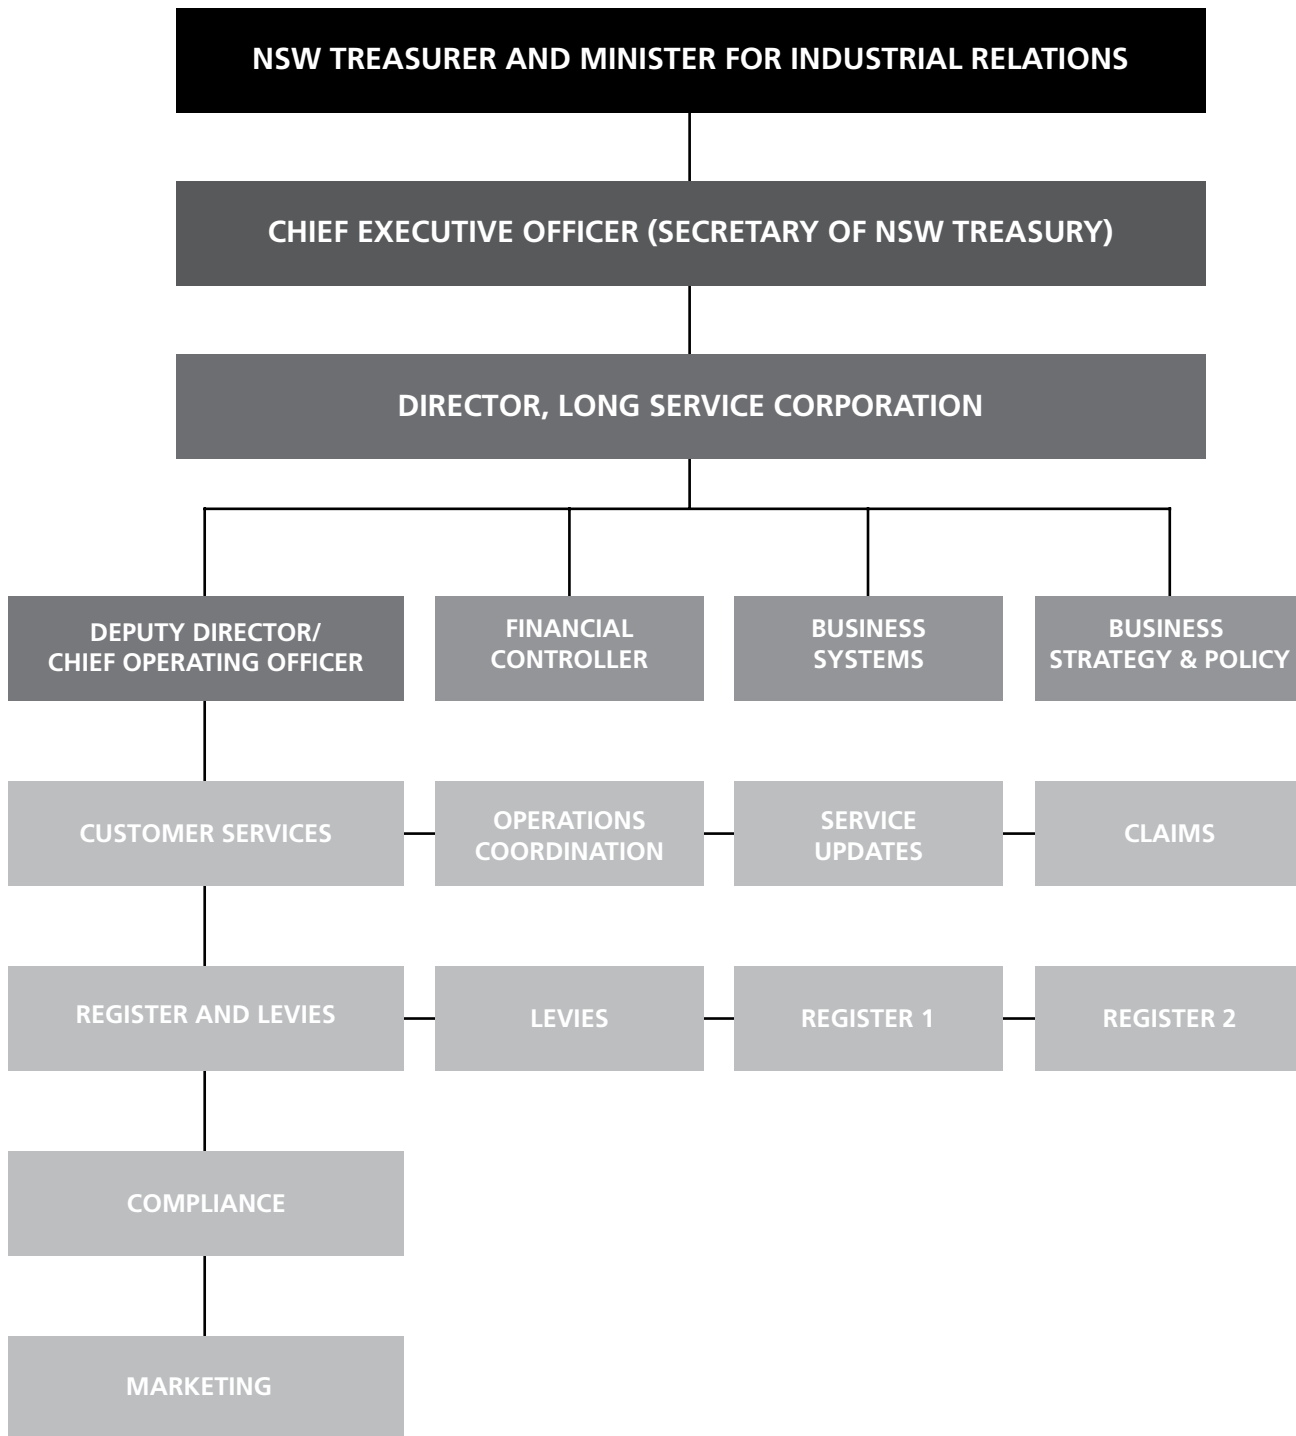 NSW TREASURER AND MINISTER FOR INDUSTRIAL RELATIONS
CHIEF EXECUTIVE OFFICER (SECRETARY OF NSW TREASURY)
DIRECTOR, LONG SERVICE CORPORATION
DEPUTY DIRECTOR/
CHIEF OPERATING OFFICER
FINANCIAL
CONTROLLER
BUSINESS
SYSTEMS
BUSINESS
STRATEGY & POLICY
CUSTOMER SERVICES
OPERATIONS
COORDINATION
SERVICE
UPDATES
CLAIMS
REGISTER AND LEVIES
LEVIES
REGISTER 1
REGISTER 2
COMPLIANCE
MARKETING